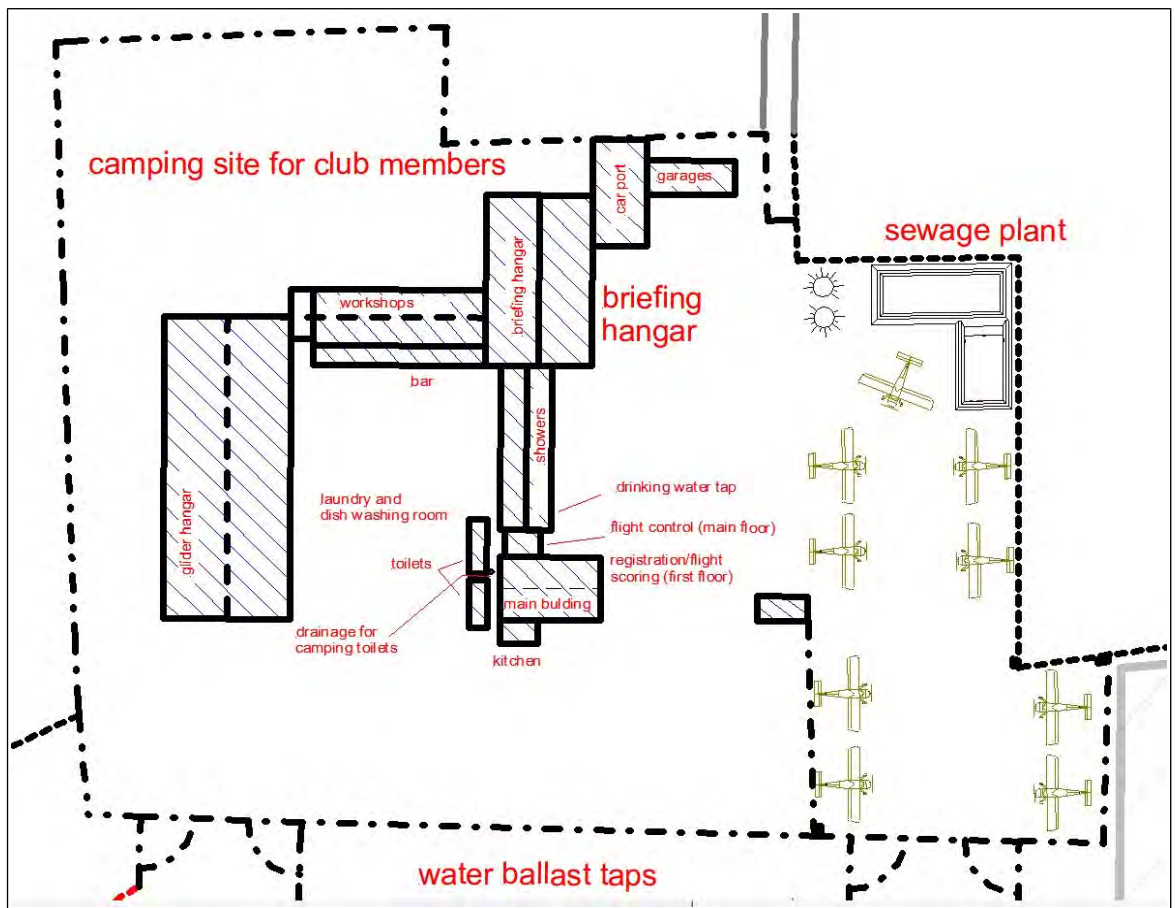 camping site for club members
car port
garages
sewage plant
briefing hangar
briefing
hangar
workshops
bar
showers
glider hangar
laundry and
dish washing room
drinking water tap
flight control (main floor)
toilets
registration/flight
scoring (first floor)
main bulding
drainage for
camping toilets
kitchen
water ballast taps